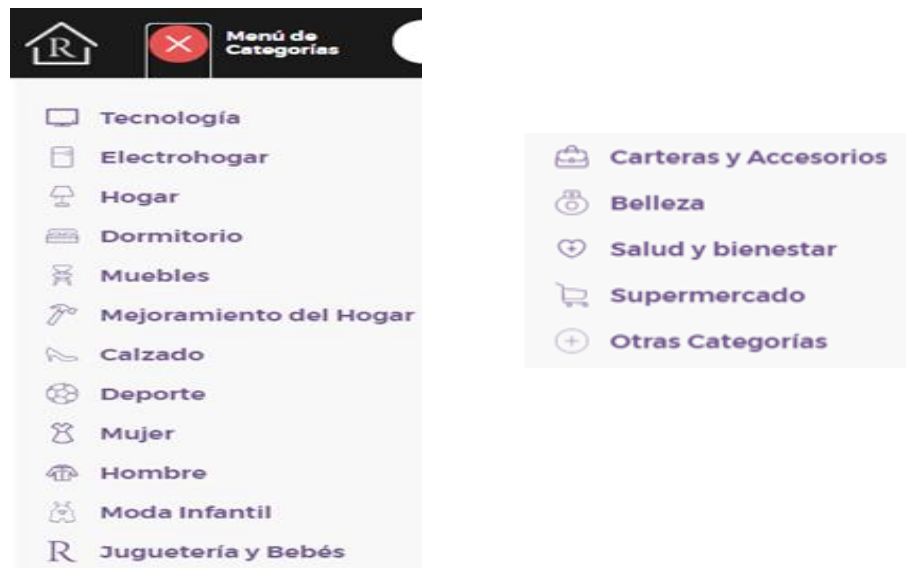 R
Menú de
Categorías
Tecnología
Electrohogar
Hogar
Dormitorio
Muebles
Mejoramiento del Hogar
Calzado
Deporte
Mujer
Hombre
Moda Infantil
R Juguetería y Bebés
Carteras y Accesorios
Belleza
Salud y bienestar
Supermercado
Otras Categorías